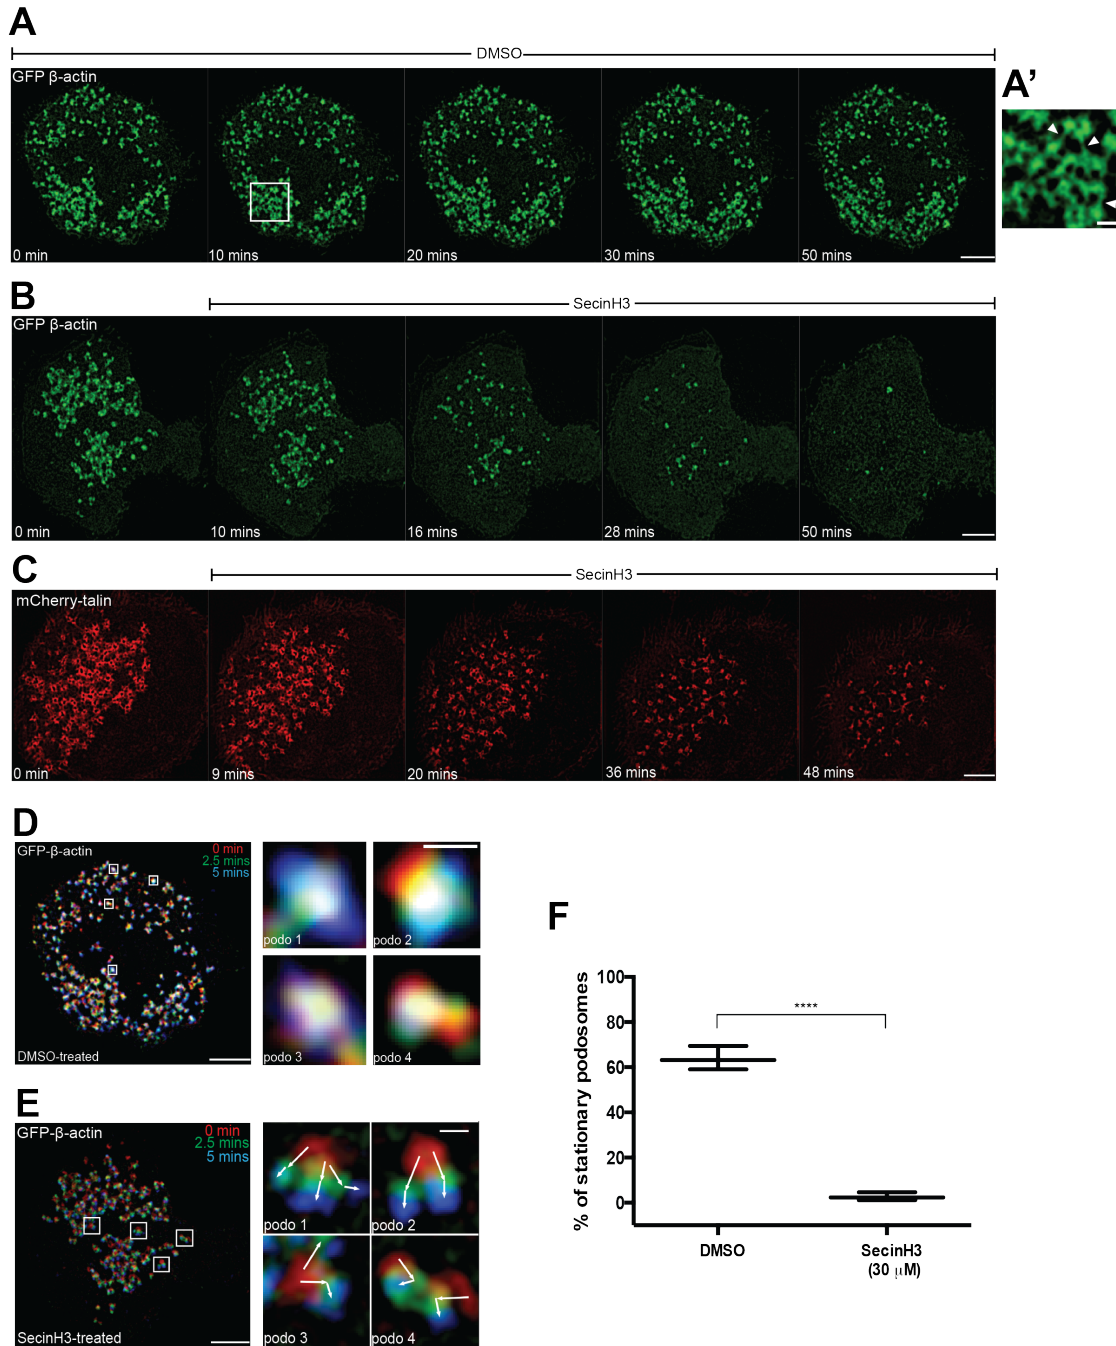 A
DMSO
GFP β-actin
0 min
10 mins
20 mins
30 mins
50 mins
A’
B
SecinH3
GFP β-actin
0 min
10 mins
16 mins
28 mins
50 mins
C
SecinH3
mCherry-talin
0 min
9 mins
20 mins
36 mins
48 mins
D
GFP-β-actin
0 min
2.5 mins
5 mins
DMSO-treated
podo 1
podo 2
podo 3
podo 4
E
GFP-β-actin
0 min
2.5 mins
5 mins
SecinH3-treated
podo 1
podo 2
podo 3
podo 4
F
% of stationary podosomes
100
80
60
40
20
0
****
DMSO
SecinH3
(30 μM)